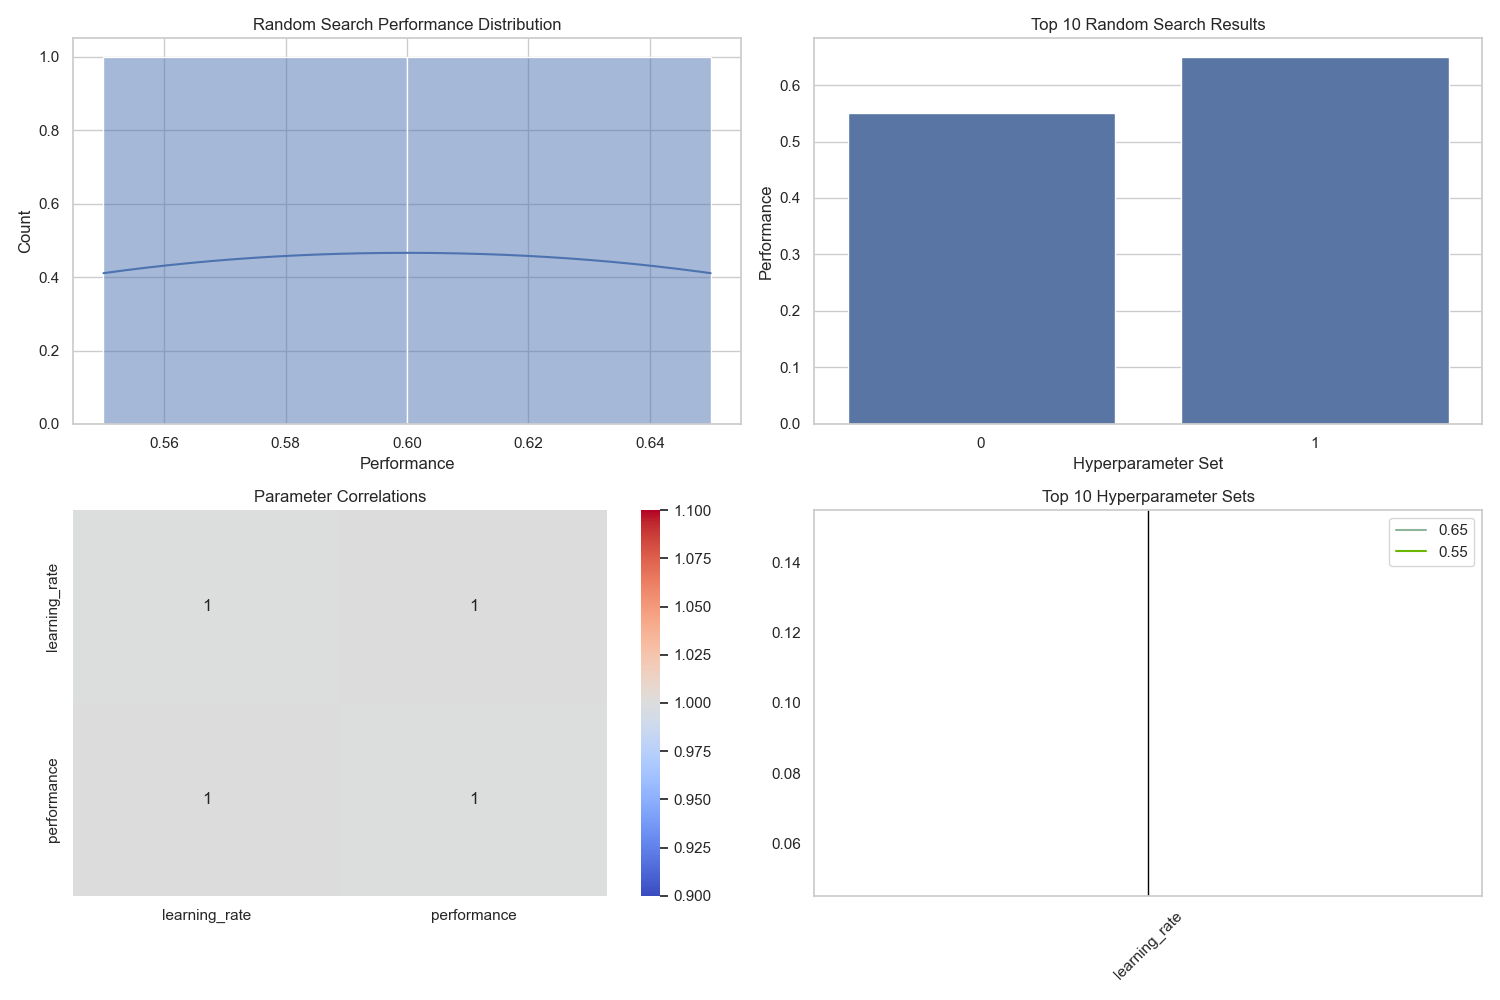 Random Search Performance Distribution
1.0
0.8
0.6
0.4
0.2
0.0
Count
0.56 0.58 0.60 0.62 0.64
Performance
Top 10 Random Search Results
0.6
0.5
0.4
0.3
0.2
0.1
0.0
Performance
0 1
Hyperparameter Set
Parameter Correlations
learning_rate
1 1
performance
1 1
learning_rate performance
1.100
1.075
1.050
1.025
1.000
0.975
0.950
0.925
0.900
Top 10 Hyperparameter Sets
0.65
0.55
0.14
0.12
0.10
0.08
0.06
learning_rate